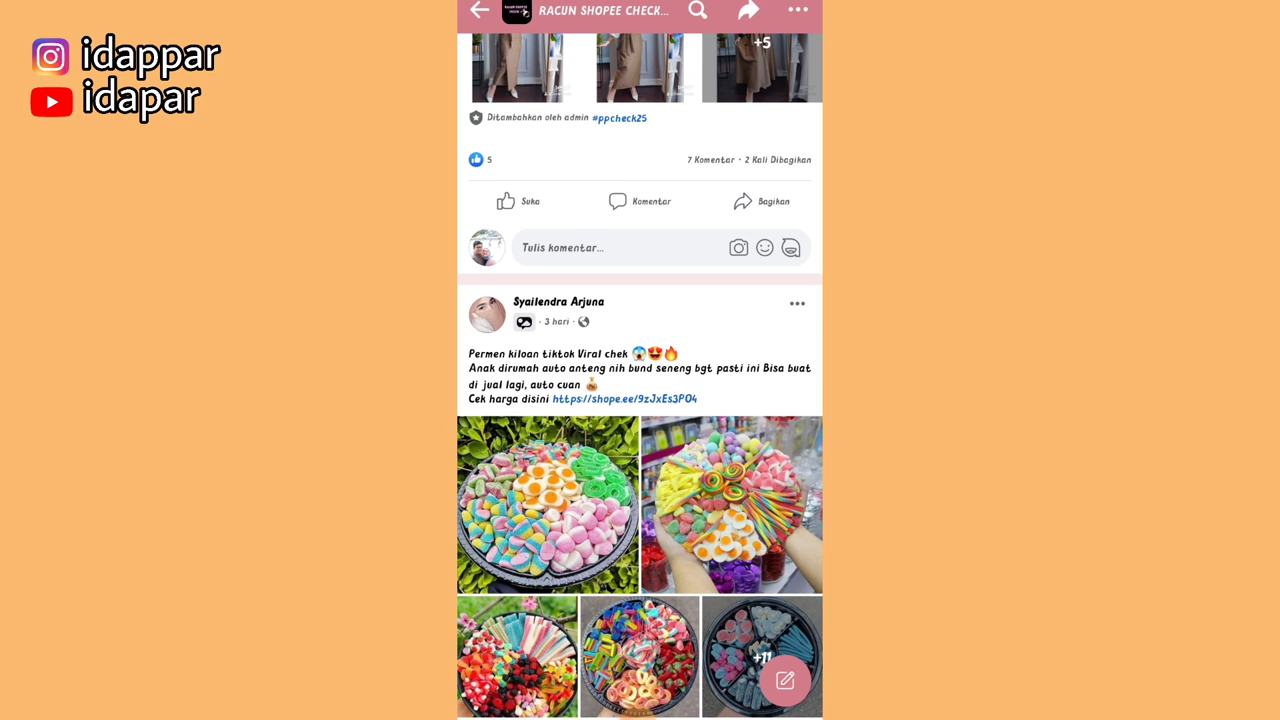 idappar
idapar
RACUN SHOPEE CHECK...
+5
Ditambahkan oleh admin #ppcheck25
5
7 Komentar · 2 Kali Dibagikan
Suka
Komentar
Bagikan
Tulis komentar...
Syailendra Arjuna
· 3 hari ·
Permen kiloan tiktok Viral chek 😱😍🔥
Anak dirumah auto anteng nih bund seneng bgt pasti ini Bisa buat
di jual lagi, auto cuan 💰
Cek harga disini https://shope.ee/9zJxEs3PO4
+11